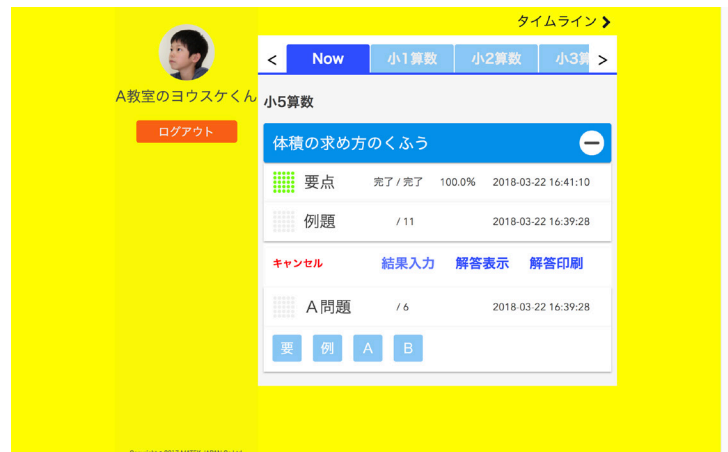 タイムライン
A教室のヨウスケくん
ログアウト
< Now 小1算数 小2算数 小3算 >
小5算数
体積の求め方のくふう
要点 完了 / 完了 100.0% 2018-03-22 16:41:10
例題 / 11 2018-03-22 16:39:28
キャンセル 結果入力 解答表示 解答印刷
A問題 / 6 2018-03-22 16:39:28
要 例 A B